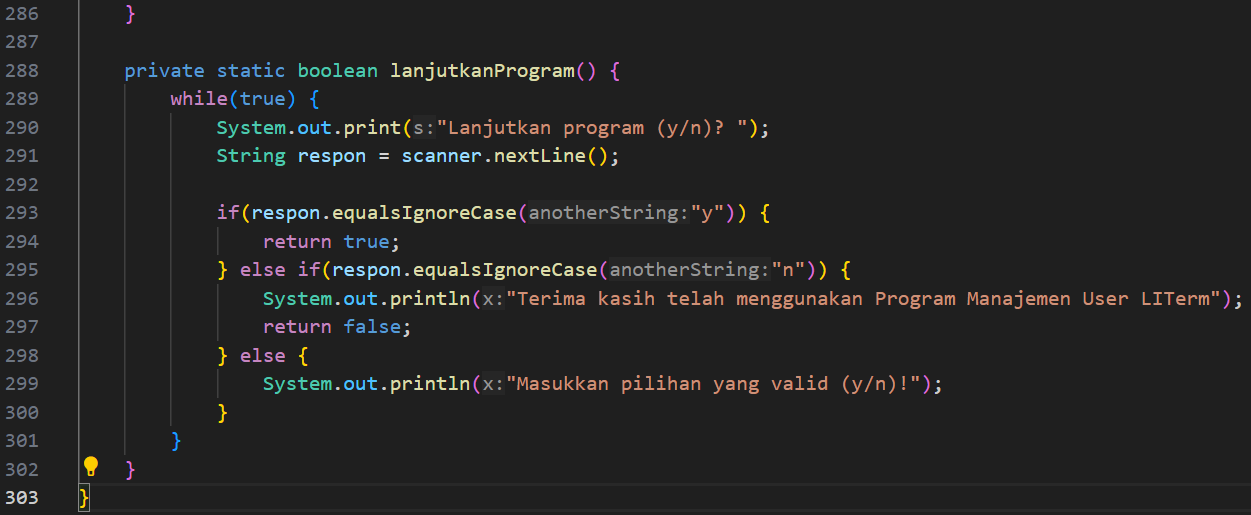 286 }
287
288 private static boolean lanjutkanProgram() {
289 while(true) {
290 System.out.print(s:"Lanjutkan program (y/n)? ");
291 String respon = scanner.nextLine();
292
293 if(respon.equalsIgnoreCase(anotherString:"y")) {
294 return true;
295 } else if(respon.equalsIgnoreCase(anotherString:"n")) {
296 System.out.println(x:"Terima kasih telah menggunakan Program Manajemen User LITerm");
297 return false;
298 } else {
299 System.out.println(x:"Masukkan pilihan yang valid (y/n)!");
300 }
301 }
302 }
303 }